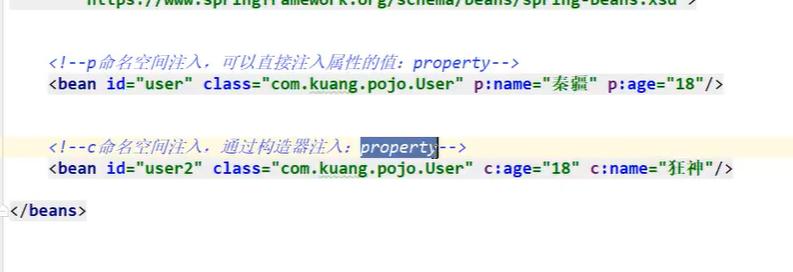 https://www.springframework.org/schema/beans/spring-beans.xsd">
<!--p命名空间注入，可以直接注入属性的值：property-->
<bean id="user" class="com.kuang.pojo.User" p:name="秦疆" p:age="18"/>
<!--c命名空间注入，通过构造器注入：property-->
<bean id="user2" class="com.kuang.pojo.User" c:age="18" c:name="狂神"/>
</beans>